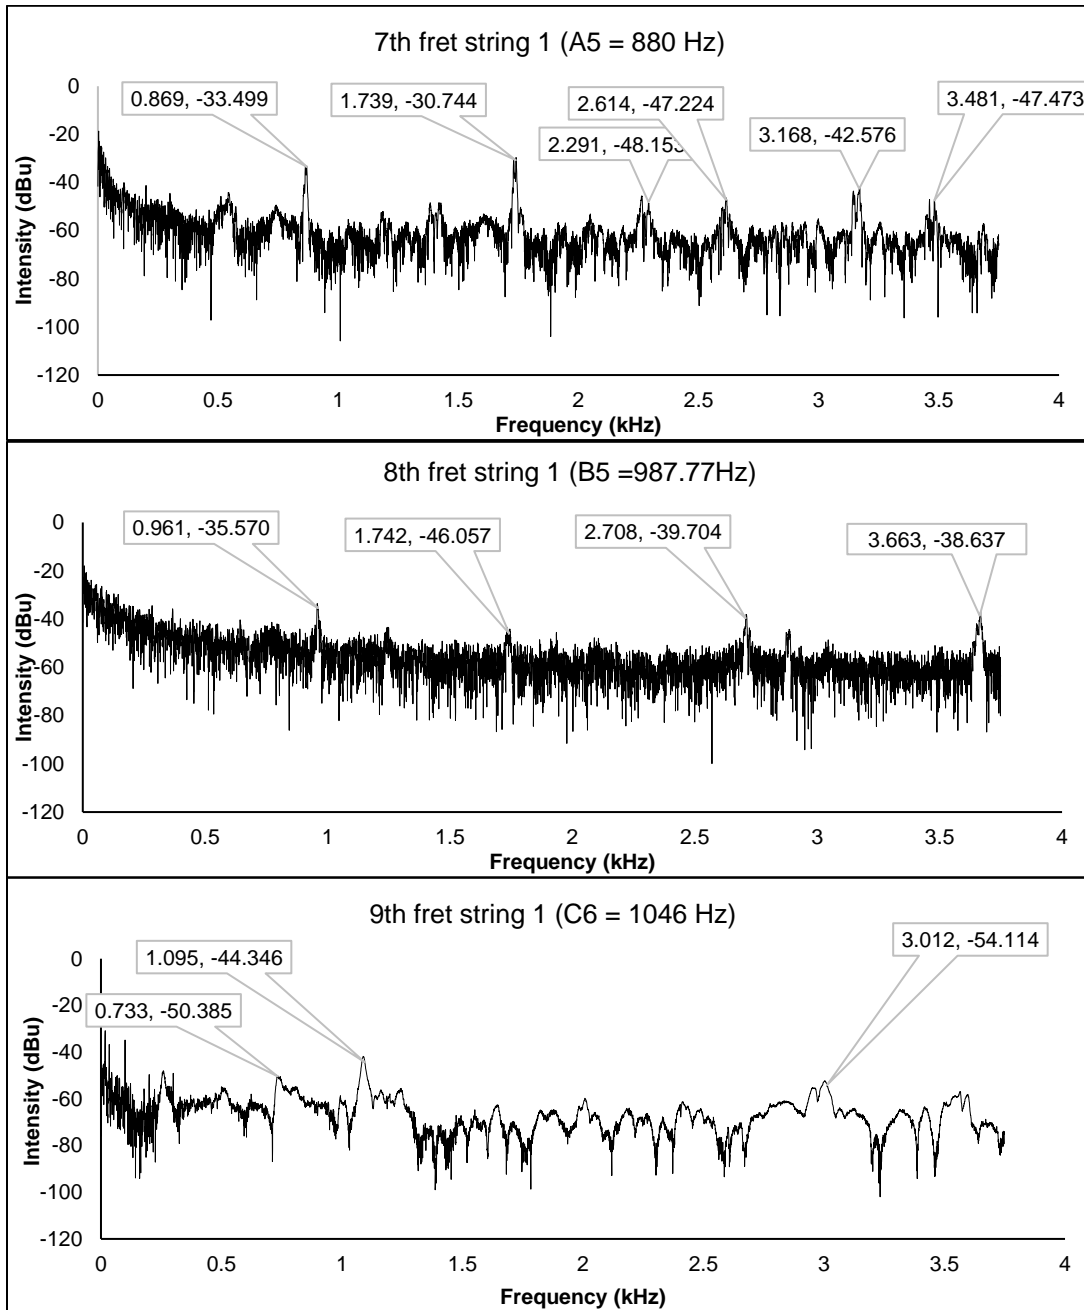 7th fret string 1 (A5 = 880 Hz)
0.869, -33.499
1.739, -30.744
2.614, -47.224
3.481, -47.473
2.291, -48.153
3.168, -42.576
Intensity (dBu)
0
-20
-40
-60
-80
-100
-120
0 0.5 1 1.5 2 2.5 3 3.5 4
Frequency (kHz)
8th fret string 1 (B5 =987.77Hz)
0.961, -35.570
1.742, -46.057
2.708, -39.704
3.663, -38.637
Intensity (dBu)
0
-20
-40
-60
-80
-100
-120
0 0.5 1 1.5 2 2.5 3 3.5 4
Frequency (kHz)
9th fret string 1 (C6 = 1046 Hz)
1.095, -44.346
3.012, -54.114
0.733, -50.385
Intensity (dBu)
0
-20
-40
-60
-80
-100
-120
0 0.5 1 1.5 2 2.5 3 3.5 4
Frequency (kHz)